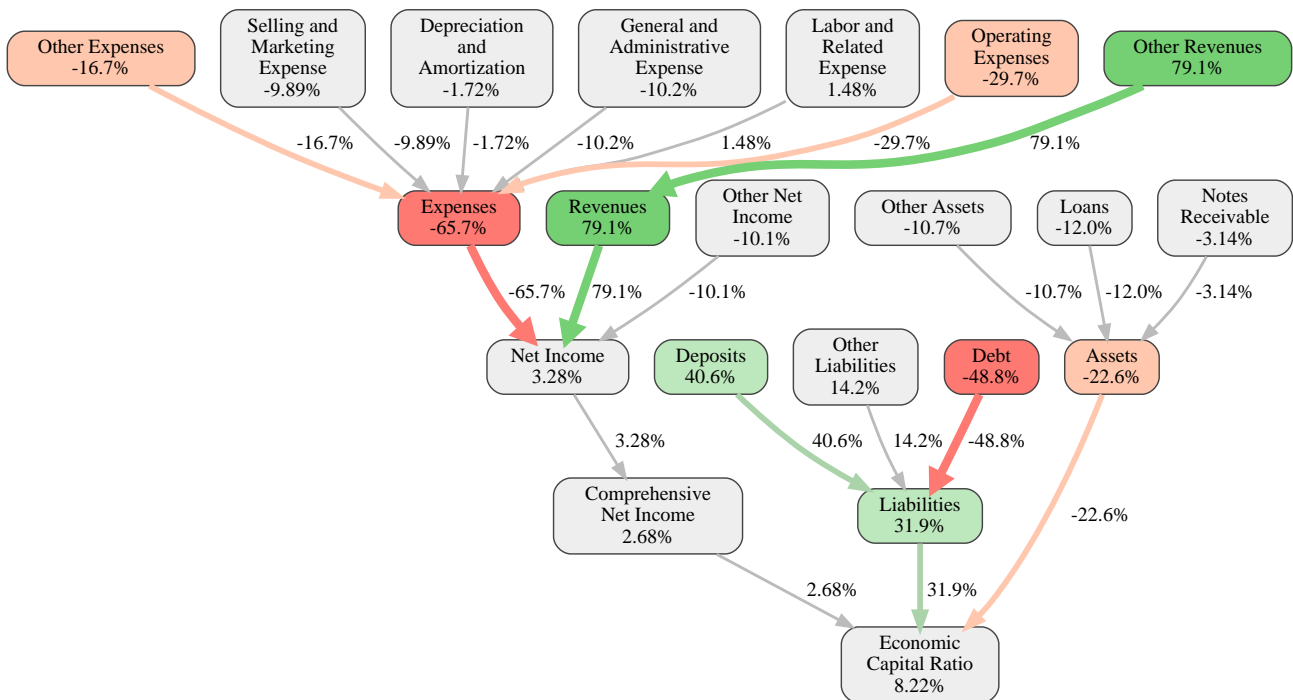 Other Expenses
-16.7%
Selling and
Marketing
Expense
-9.89%
Depreciation
and
Amortization
-1.72%
General and
Administrative
Expense
-10.2%
Labor and
Related
Expense
1.48%
Operating
Expenses
-29.7%
Other Revenues
79.1%
-16.7%
-9.89%
-1.72%
-10.2%
1.48%
-29.7%
79.1%
Expenses
-65.7%
Revenues
79.1%
Other Net
Income
-10.1%
Other Assets
-10.7%
Loans
-12.0%
Notes
Receivable
-3.14%
-65.7%
79.1%
-10.1%
-10.7%
-12.0%
-3.14%
Net Income
3.28%
Deposits
40.6%
Other
Liabilities
14.2%
Debt
-48.8%
Assets
-22.6%
3.28%
40.6%
14.2%
-48.8%
Comprehensive
Net Income
2.68%
Liabilities
31.9%
-22.6%
2.68%
31.9%
Economic
Capital Ratio
8.22%